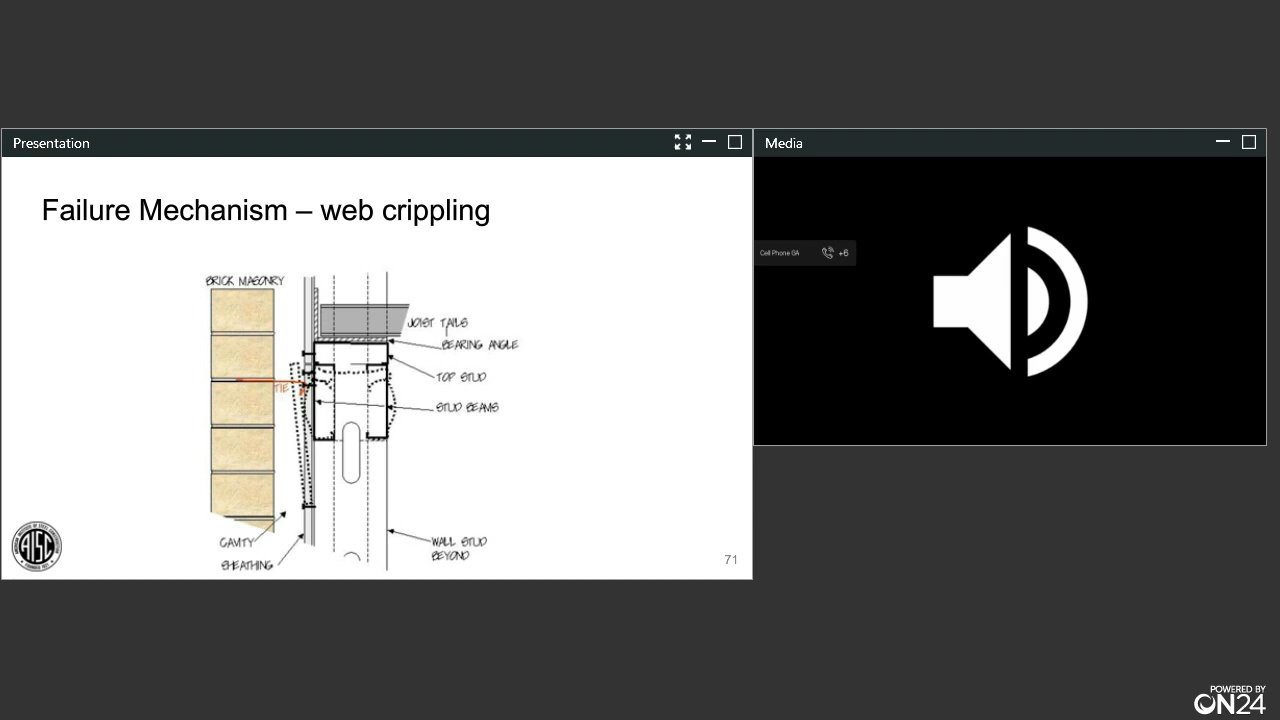 Presentation
Media
Failure Mechanism – web crippling
BRICK MASONRY
JOIST TAILS
BEARING ANGLE
TOP STUD
TIE
STUD BEAMS
CAVITY
SHEATHING
WALL STUD
BEYOND
AISC
71
Cell Phone GA
+6
POWERED BY
ON24